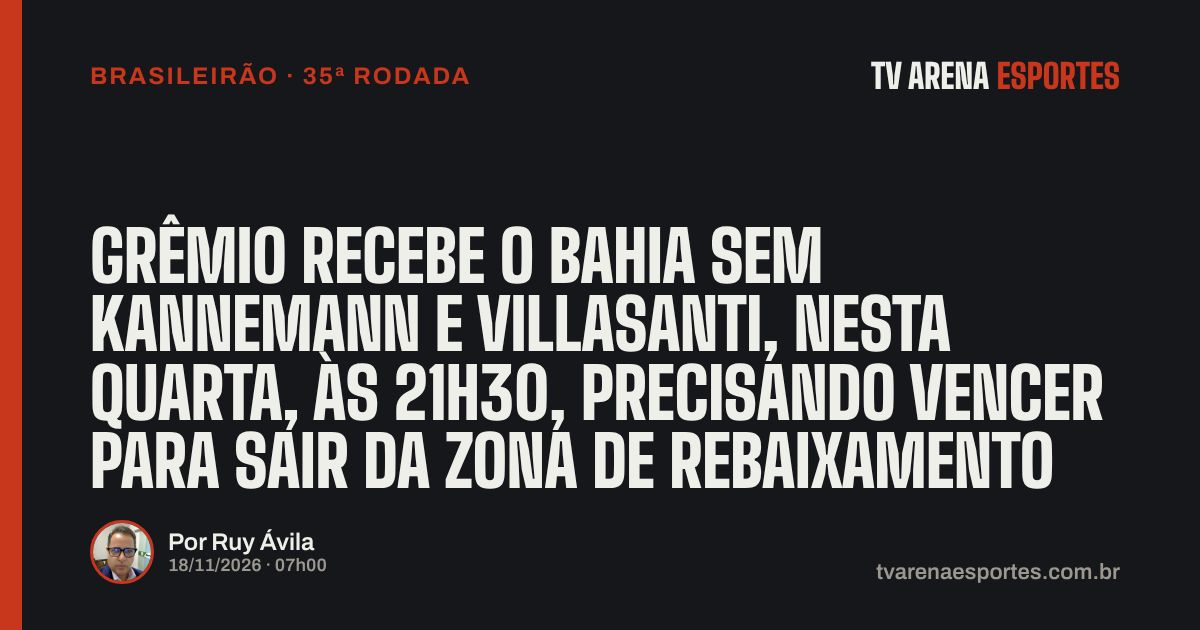 BRASILEIRÃO · 35ª RODADA
TV ARENA ESPORTES
GRÊMIO RECEBE O BAHIA SEM
KANNEMANN E VILLASANTI, NESTA
QUARTA, ÀS 21H30, PRECISANDO VENCER
PARA SAIR DA ZONA DE REBAIXAMENTO
Por Ruy Ávila
18/11/2026 · 07h00
tvarenaesportes.com.br